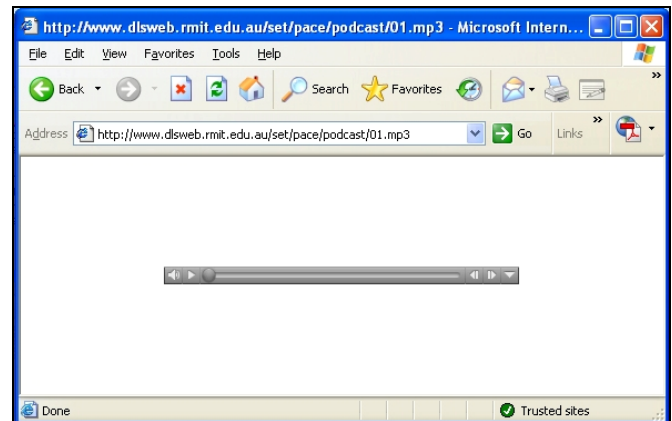 http://www.dlsweb.rmit.edu.au/set/pace/podcast/01.mp3 - Microsoft Intern...
File Edit View Favorites Tools Help
Back Search Favorites »
Address http://www.dlsweb.rmit.edu.au/set/pace/podcast/01.mp3 Go Links »
Done Trusted sites